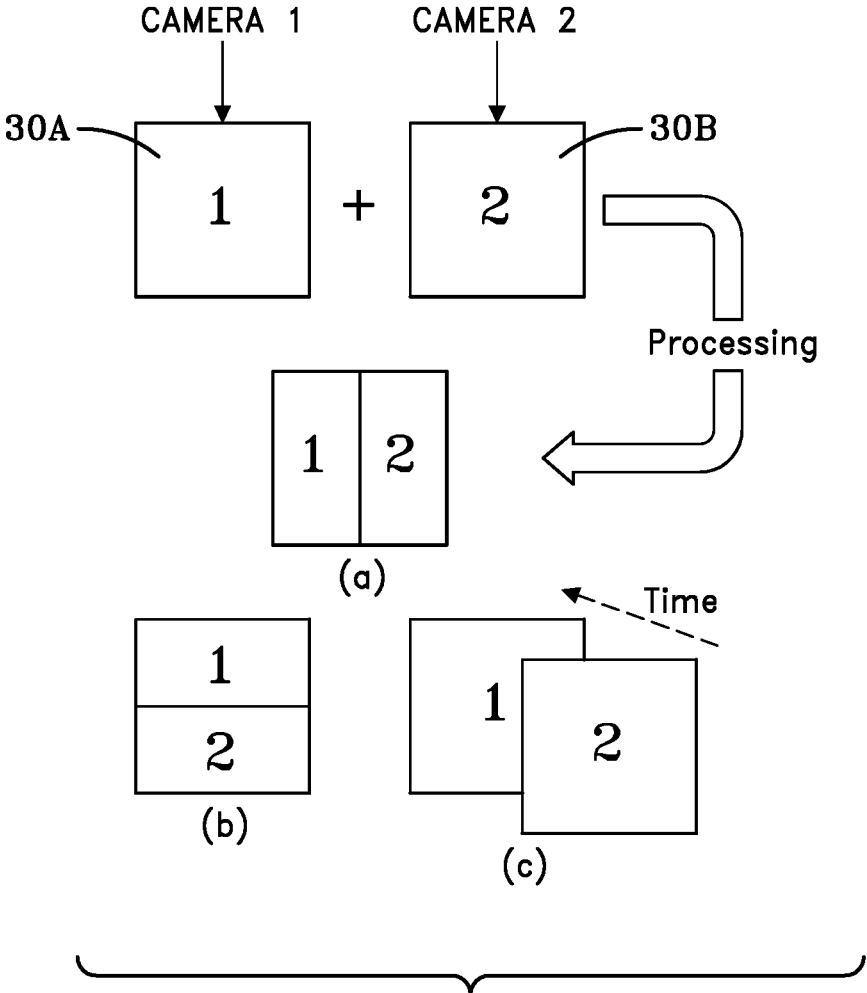 CAMERA 1 CAMERA 2
30A 30B
1 + 2
Processing
1 2
(a)
Time
1
2
(b)
1
2
(c)